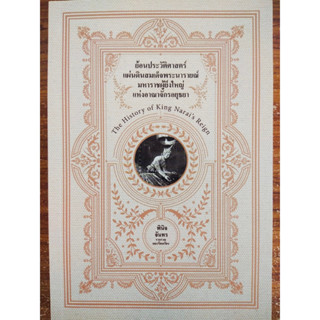 ย้อนประวัติศาสตร์
แผ่นดินสมเด็จพระนารายณ์
มหาราชผู้ยิ่งใหญ่
แห่งอาณาจักรอยุธยา
The History of King Narai's Reign
พินิจ
จันทร